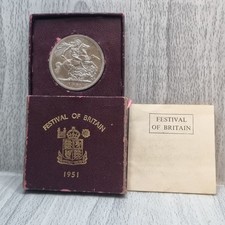 FESTIVAL OF BRITAIN
1951
FESTIVAL
OF BRITAIN